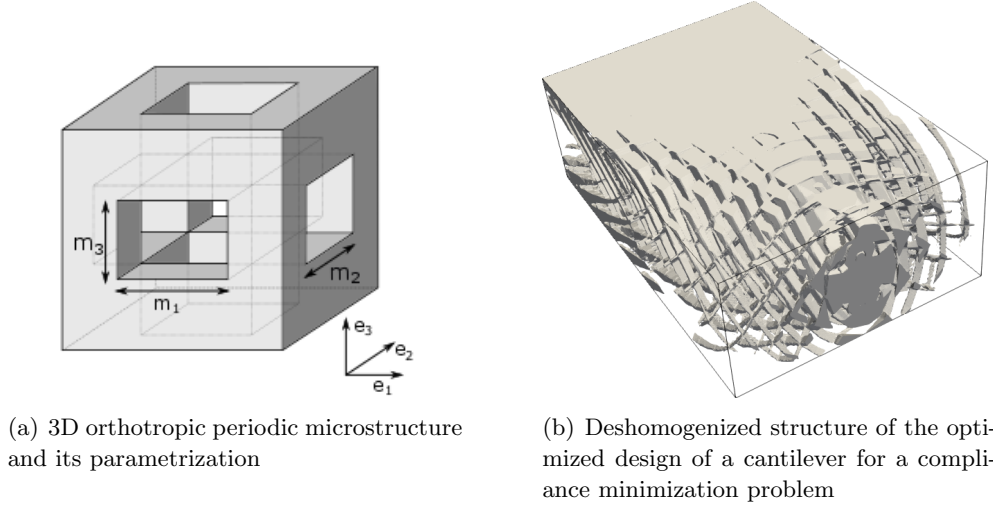 m₃
m₁
m₂
e₃
e₂
e₁
(a) 3D orthotropic periodic microstructure
and its parametrization
(b) Deshomogenized structure of the opti-
mized design of a cantilever for a compli-
ance minimization problem